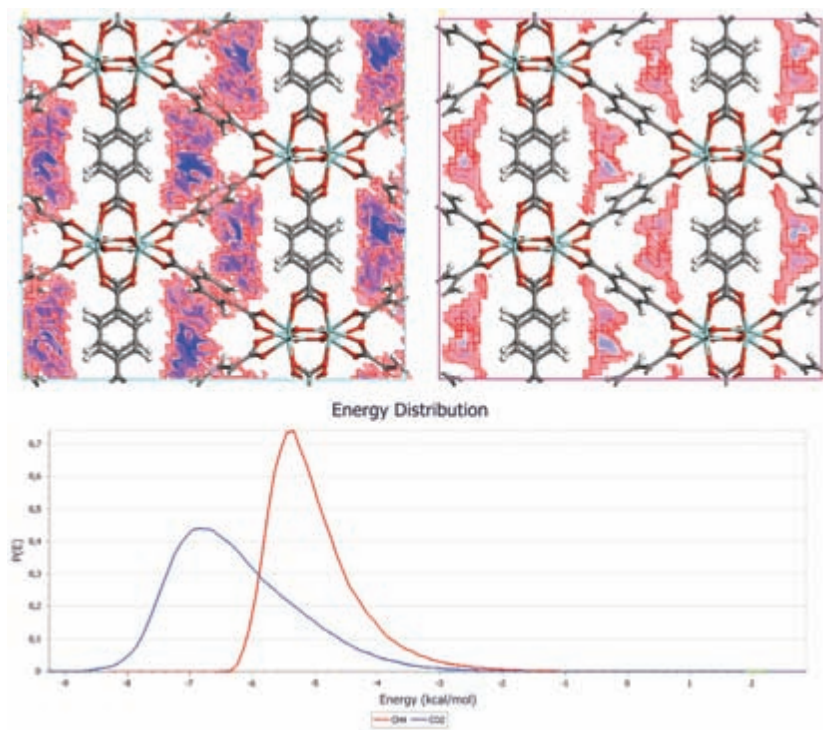 Energy Distribution
0,7
0,6
0,5
0,4
0,3
0,2
0,1
0
P(E)
-9 -8 -7 -6 -5 -4 -3 -2 -1 0 1 2
Energy (kcal/mol)
CH4 CO2